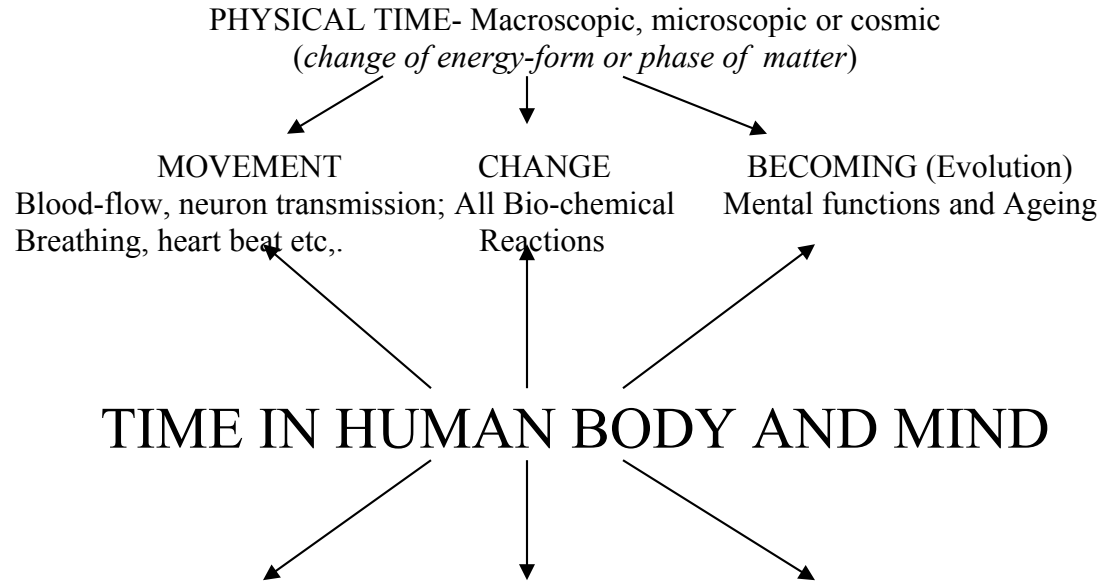 PHYSICAL TIME- Macroscopic, microscopic or cosmic
(change of energy-form or phase of matter)
MOVEMENT CHANGE BECOMING (Evolution)
Blood-flow, neuron transmission; All Bio-chemical Mental functions and Ageing
Breathing, heart beat etc,. Reactions
TIME IN HUMAN BODY AND MIND